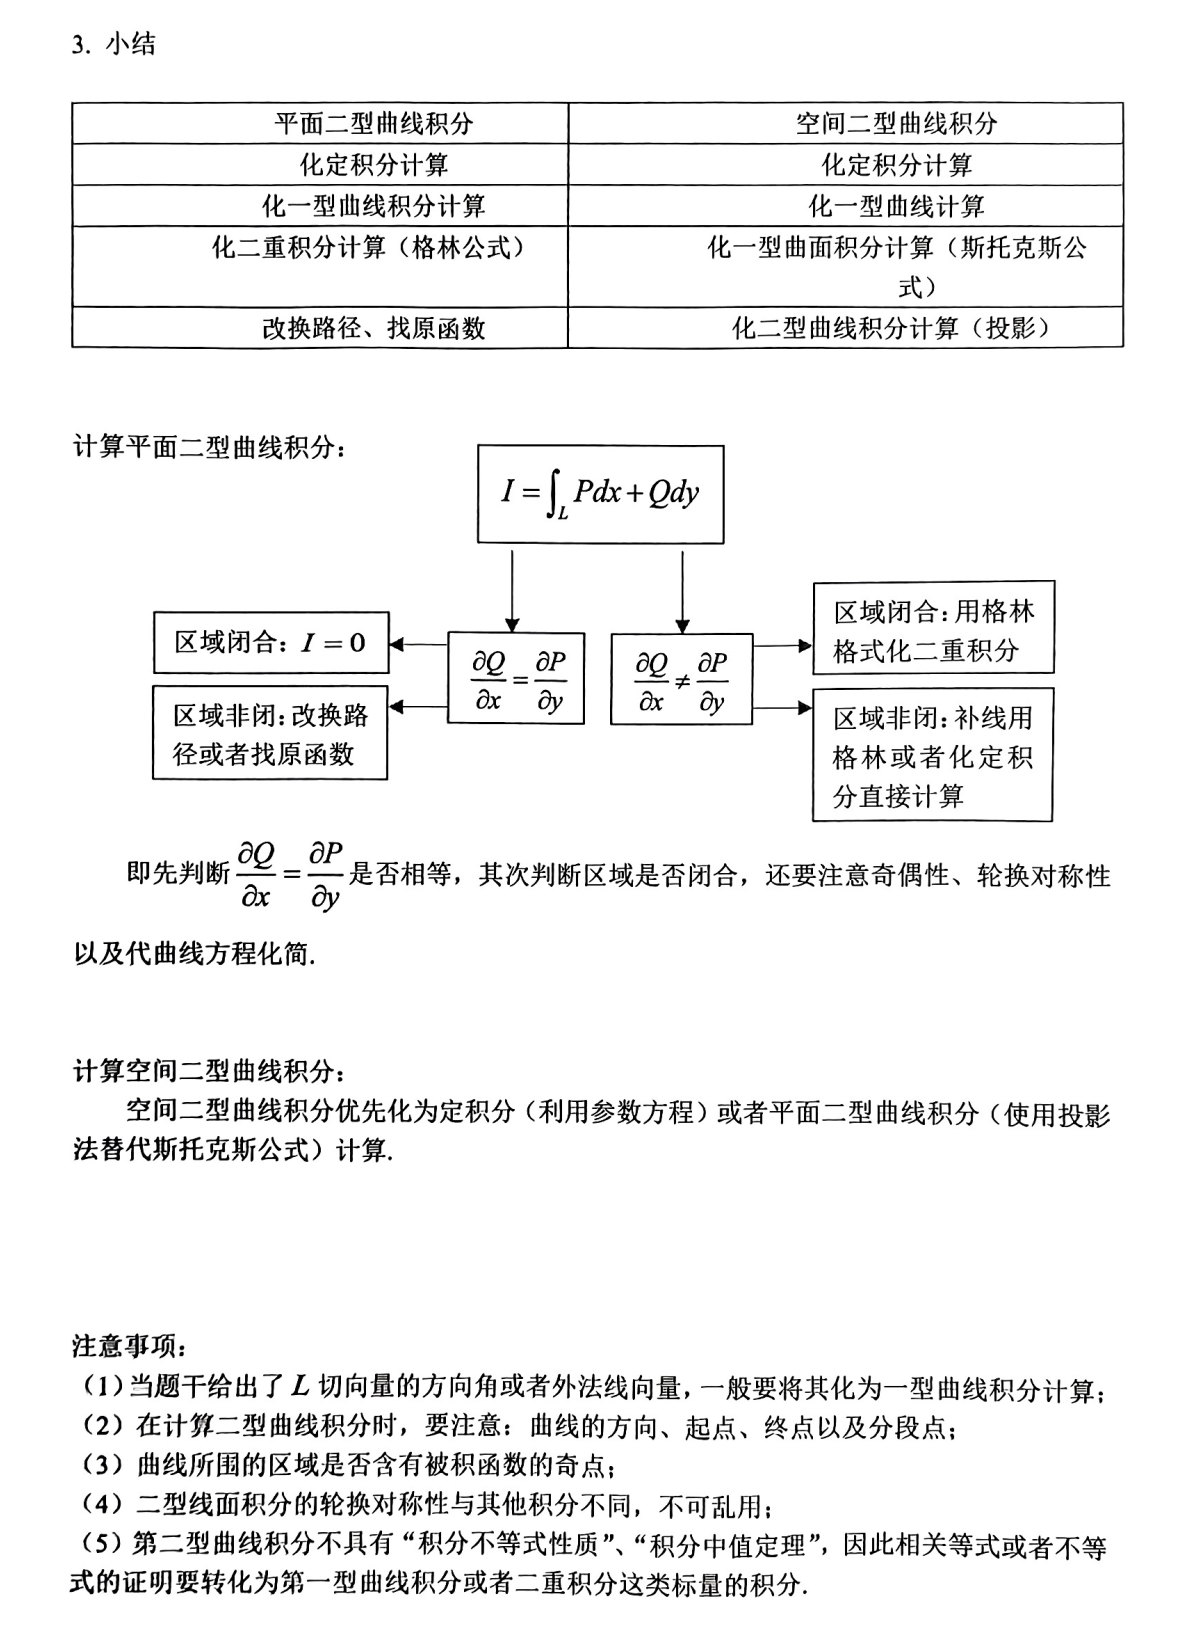 3. 小结
平面二型曲线积分 空间二型曲线积分
化定积分计算 化定积分计算
化一型曲线积分计算 化一型曲线计算
化二重积分计算（格林公式） 化一型曲面积分计算（斯托克斯公
式）
改换路径、找原函数 化二型曲线积分计算（投影）
计算平面二型曲线积分：
I = ∫_L Pdx + Qdy
区域闭合：I = 0
区域非闭：改换路
径或者找原函数
∂Q/∂x = ∂P/∂y
∂Q/∂x ≠ ∂P/∂y
区域闭合：用格林
格式化二重积分
区域非闭：补线用
格林或者化定积
分直接计算
即先判断 ∂Q/∂x = ∂P/∂y 是否相等，其次判断区域是否闭合，还要注意奇偶性、轮换对称性
以及代曲线方程化简.
计算空间二型曲线积分：
空间二型曲线积分优先化为定积分（利用参数方程）或者平面二型曲线积分（使用投影
法替代斯托克斯公式）计算.
注意事项：
（1）当题干给出了 L 切向量的方向角或者外法线向量，一般要将其化为一型曲线积分计算；
（2）在计算二型曲线积分时，要注意：曲线的方向、起点、终点以及分段点；
（3）曲线所围的区域是否含有被积函数的奇点；
（4）二型线面积分的轮换对称性与其他积分不同，不可乱用；
（5）第二型曲线积分不具有“积分不等式性质”、“积分中值定理”，因此相关等式或者不等
式的证明要转化为第一型曲线积分或者二重积分这类标量的积分.